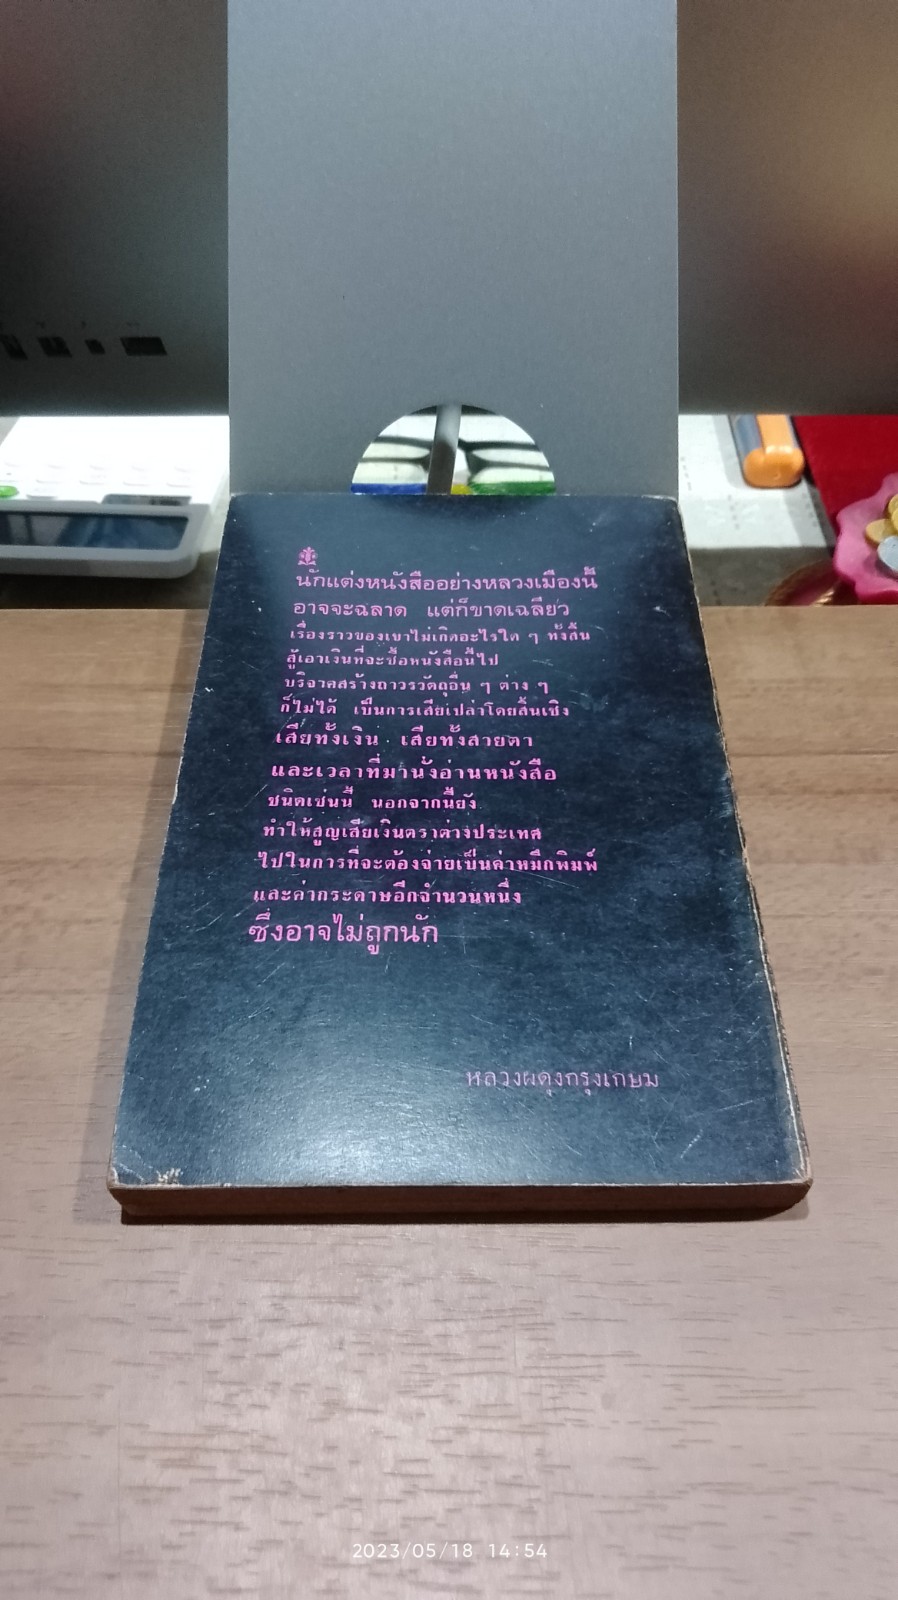 นักแต่งหนังสืออย่างหลวงเมืองนี้
อาจจะฉลาด แต่ก็ขาดเฉลียว
เรื่องราวของเขาไม่เกิดอะไรใด ๆ ทั้งสิ้น
สู้เอาเงินที่จะซื้อหนังสือนี้ไป
บริจาคสร้างถาวรวัตถุอื่น ๆ ต่าง ๆ
ก็ไม่ได้ เป็นการเสียเปล่าโดยสิ้นเชิง
เสียทั้งเงิน เสียทั้งสายตา
และเวลาที่มานั่งอ่านหนังสือ
ชนิดเช่นนี้ นอกจากนี้ยัง
ทำให้สูญเสียเงินตราต่างประเทศ
ไปในการที่จะต้องจ่ายเป็นค่าหมึกพิมพ์
และค่ากระดาษอีกจำนวนหนึ่ง
ซึ่งอาจไม่ถูกนัก
หลวงผดุงกรุงเกษม
2023/05/18 14:54